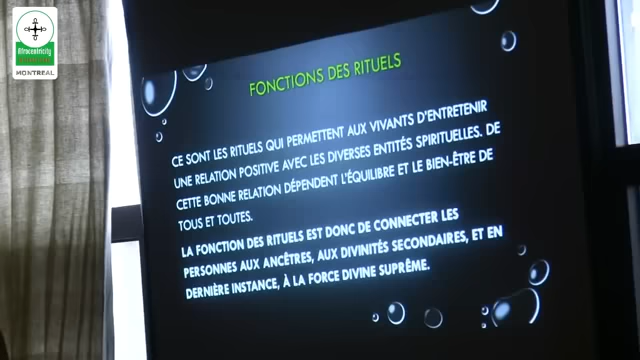 Afrocentricity
MONTREAL
FONCTIONS DES RITUELS
CE SONT LES RITUELS QUI PERMETTENT AUX VIVANTS D'ENTRETENIR
UNE RELATION POSITIVE AVEC LES DIVERSES ENTITÉS SPIRITUELLES. DE
CETTE BONNE RELATION DÉPENDENT L'ÉQUILIBRE ET LE BIEN-ÊTRE DE
TOUS ET TOUTES.
LA FONCTION DES RITUELS EST DONC DE CONNECTER LES
PERSONNES AUX ANCÊTRES, AUX DIVINITÉS SECONDAIRES, ET EN
DERNIÈRE INSTANCE, À LA FORCE DIVINE SUPRÊME.